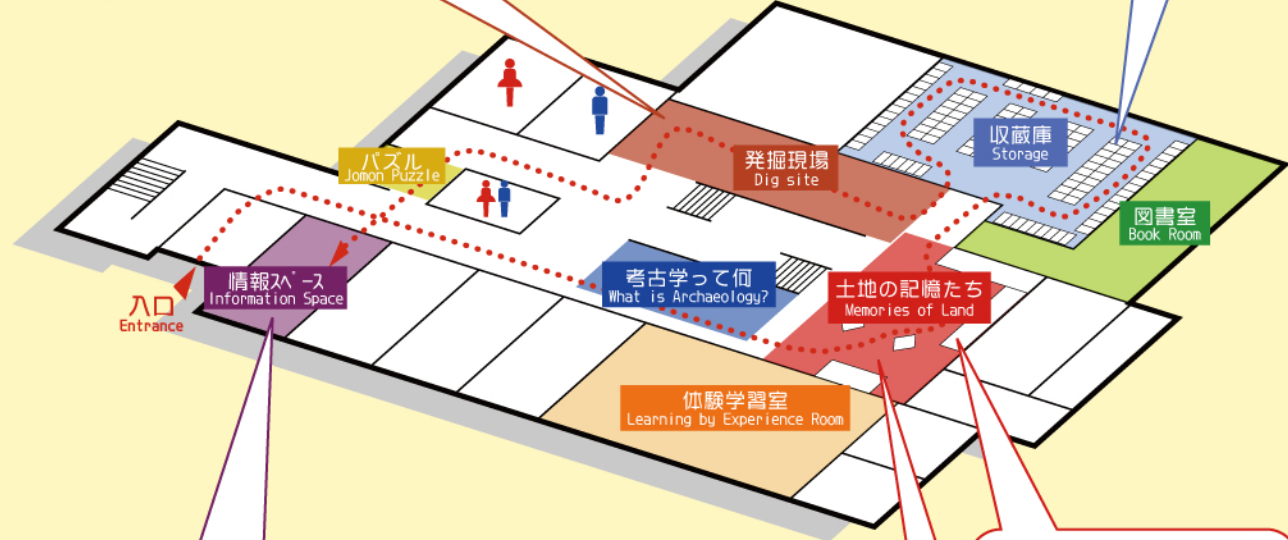 収蔵庫
Storage
発掘現場
Dig site
パズル
Jomon Puzzle
図書室
Book Room
情報スペース
Information Space
考古学って何
What is Archaeology?
土地の記憶たち
Memories of Land
入口
Entrance
体験学習室
Learning by Experience Room